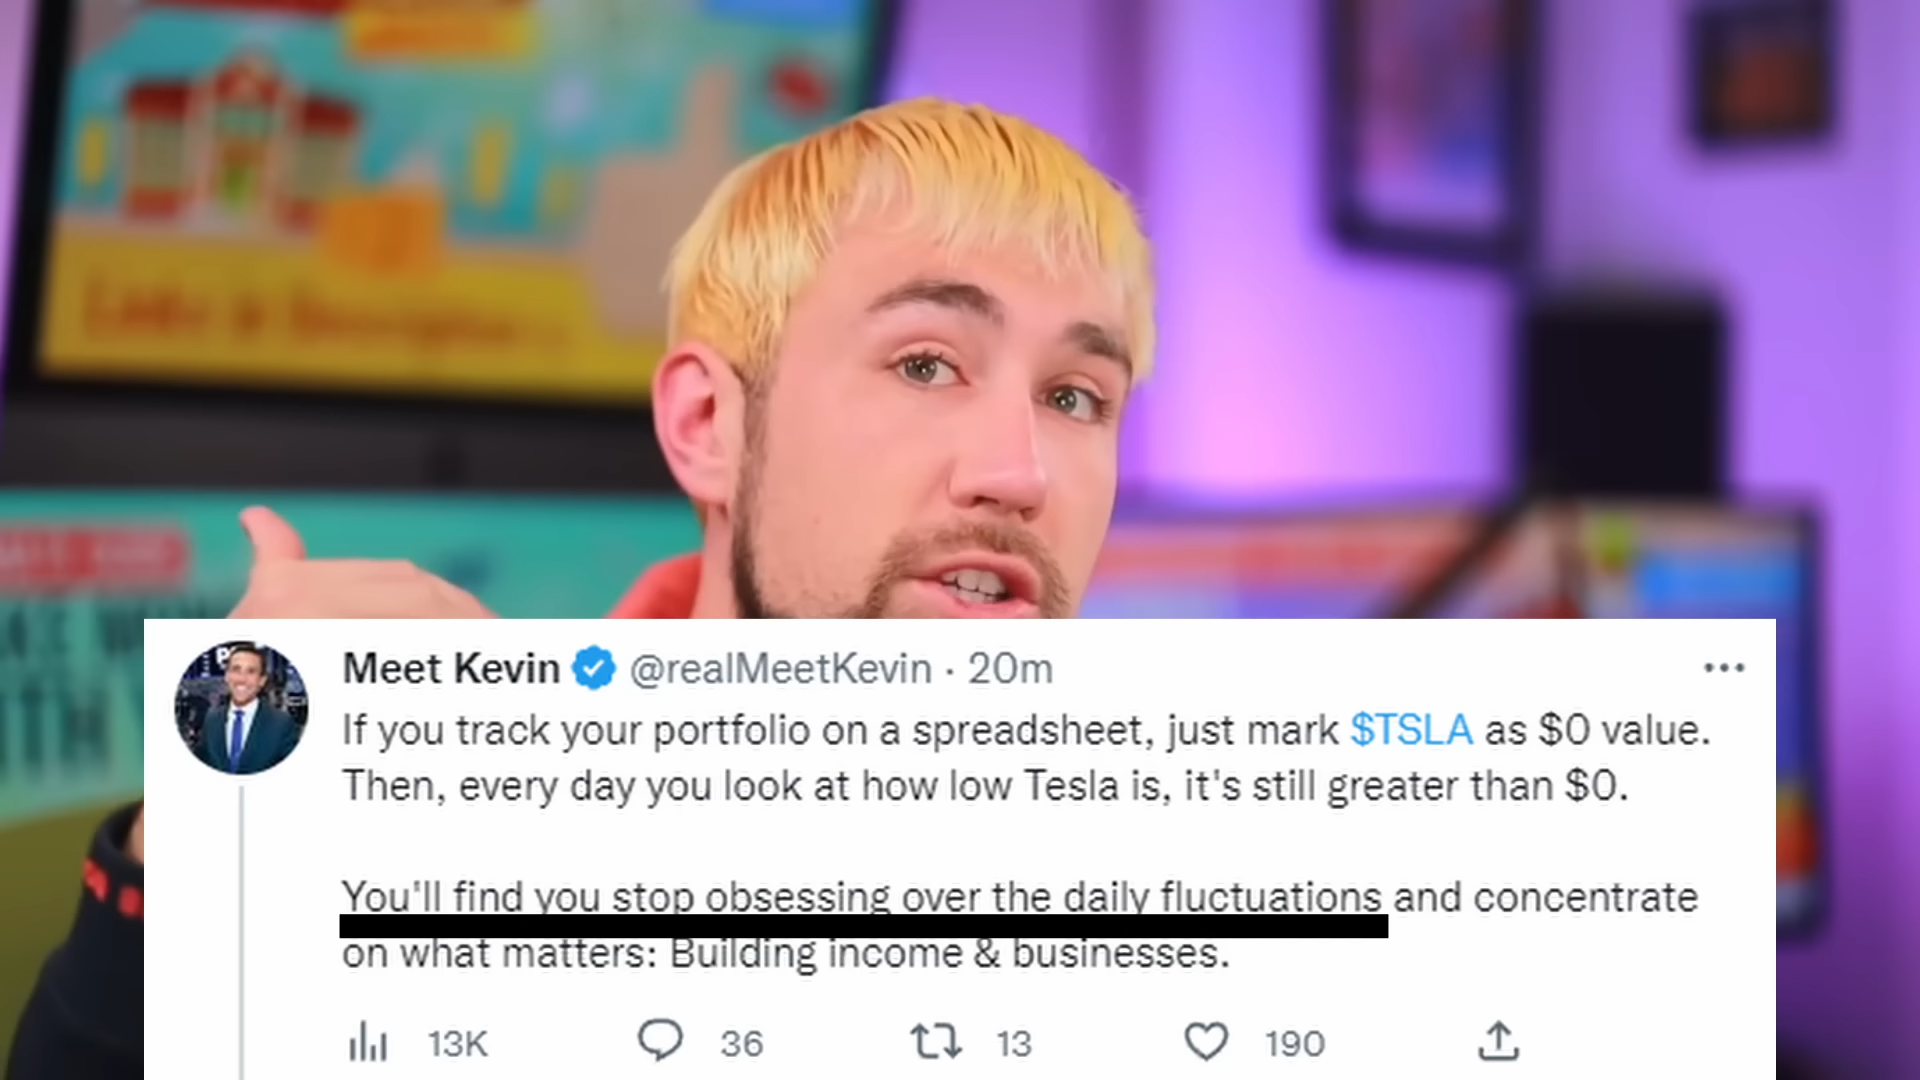 Meet Kevin @realMeetKevin · 20m
If you track your portfolio on a spreadsheet, just mark $TSLA as $0 value.
Then, every day you look at how low Tesla is, it's still greater than $0.
You'll find you stop obsessing over the daily fluctuations and concentrate
on what matters: Building income & businesses.
13K 36 13 190